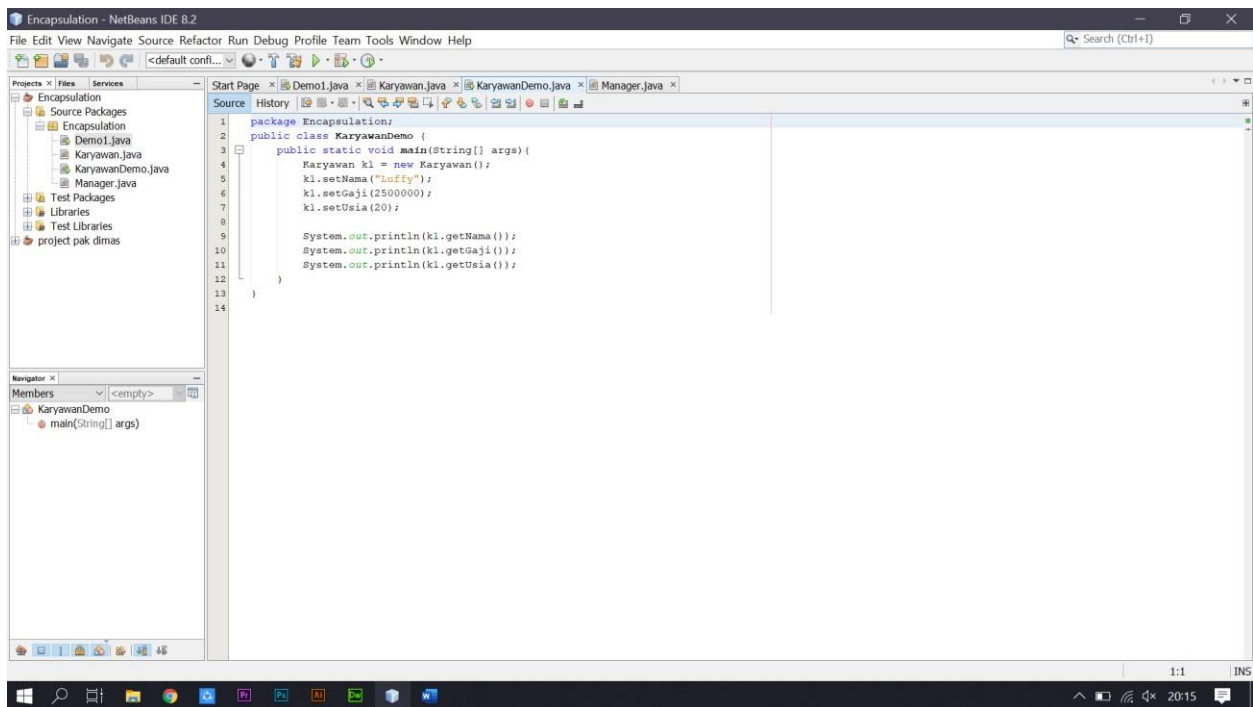 Encapsulation - NetBeans IDE 8.2
File Edit View Navigate Source Refactor Run Debug Profile Team Tools Window Help
Search (Ctrl+I)
<default confi...
Projects Files Services
Encapsulation
Source Packages
Encapsulation
Demo1.java
Karyawan.java
KaryawanDemo.java
Manager.java
Test Packages
Libraries
Test Libraries
project pak dimas
Navigator
Members <empty>
KaryawanDemo
main(String[] args)
Start Page Demo1.java Karyawan.java KaryawanDemo.java Manager.java
Source History
1 package Encapsulation;
2 public class KaryawanDemo {
3 public static void main(String[] args){
4 Karyawan k1 = new Karyawan();
5 k1.setNama("Luffy");
6 k1.setGaji(2500000);
7 k1.setUsia(20);
8
9 System.out.println(k1.getNama());
10 System.out.println(k1.getGaji());
11 System.out.println(k1.getUsia());
12 }
13 }
14
1:1 INS
Pr Ps Ai Dw W 20:15